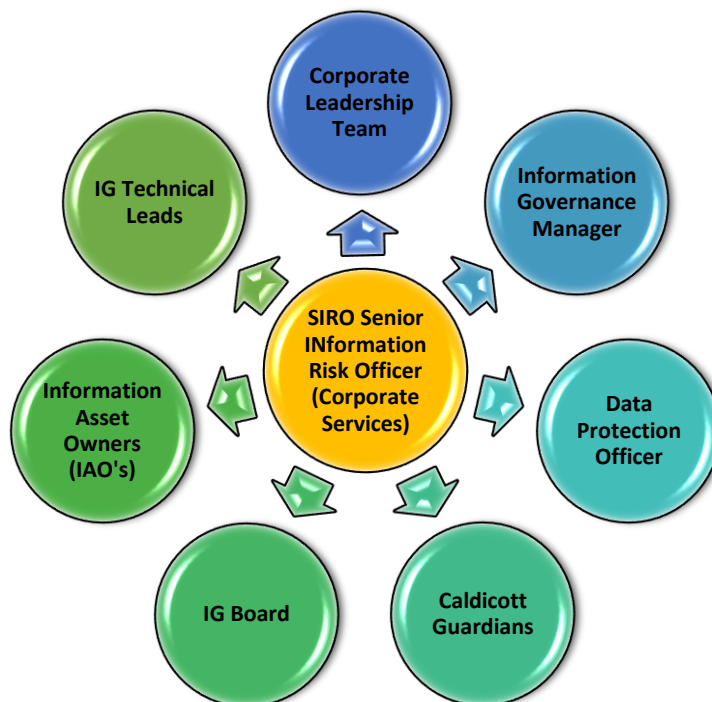 Corporate
Leadership
Team
Information
Governance
Manager
Data
Protection
Officer
Caldicott
Guardians
IG Board
Information
Asset
Owners
(IAO's)
IG Technical
Leads
SIRO Senior
INformation
Risk Officer
(Corporate
Services)